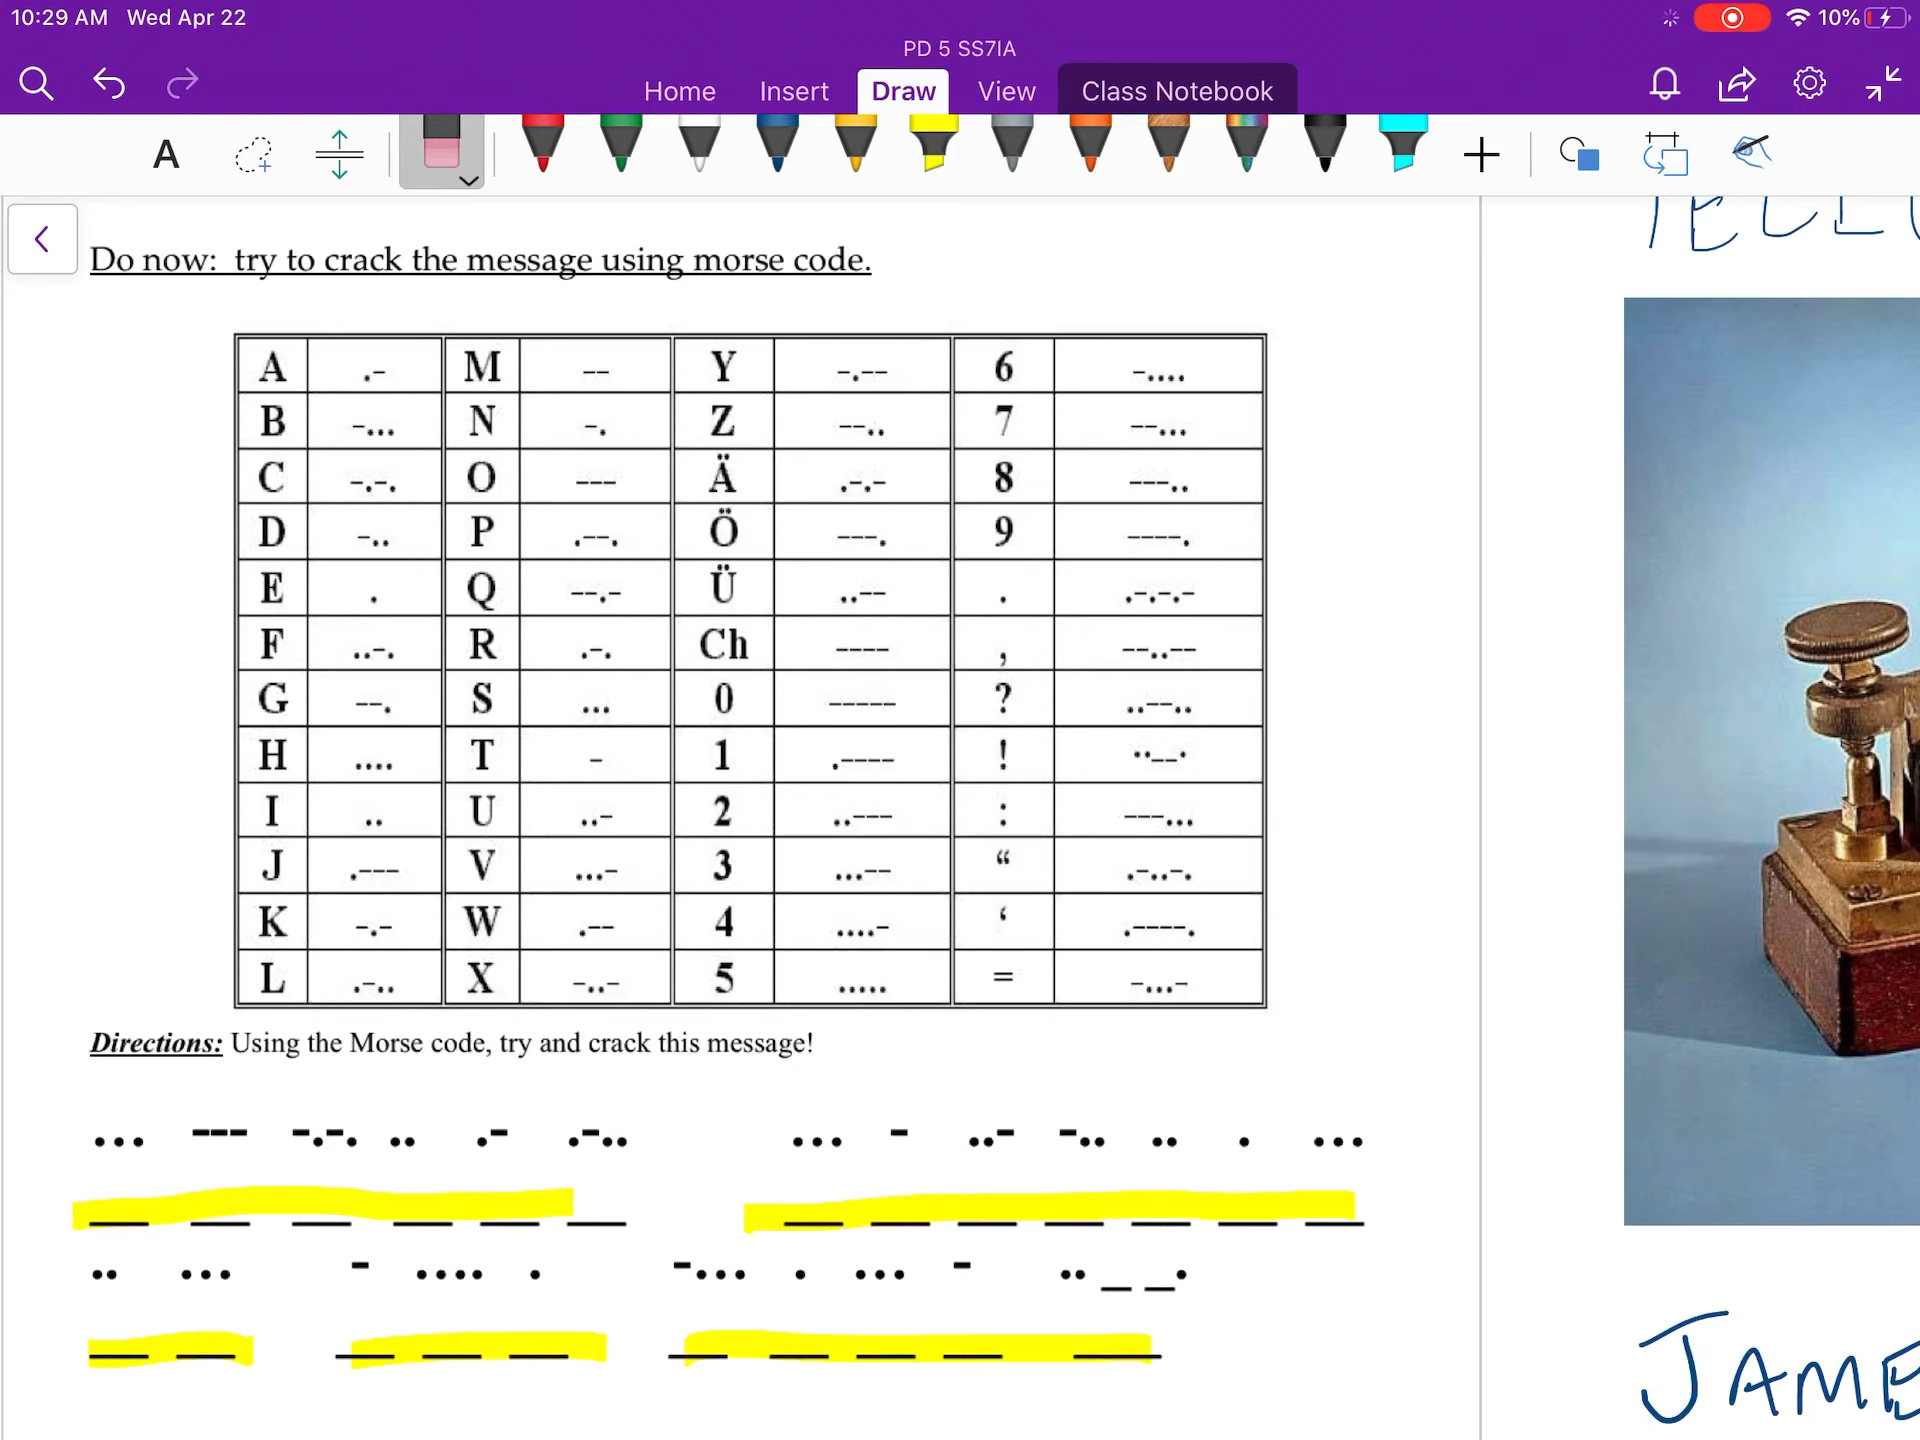 10:29 AM Wed Apr 22 10%
PD 5 SS7IA
Home Insert Draw View Class Notebook
A
Do now: try to crack the message using morse code.
A .- M -- Y -.-- 6 -....
B -... N -. Z --.. 7 --...
C -.-. O --- Ä .-.- 8 ---..
D -.. P .--. Ö ---. 9 ----.
E . Q --.- Ü ..-- . .-.-.-
F ..-. R .-. Ch ---- , --..--
G --. S ... 0 ----- ? ..--..
H .... T - 1 .---- ! ..--.
I .. U ..- 2 ..--- : ---...
J .--- V ...- 3 ...-- “ .-..-.
K -.- W .-- 4 ....- ‘ .----.
L .-.. X -..- 5 ..... = -...-
Directions: Using the Morse code, try and crack this message!
... --- -.-. .. .- .-.. ... - ..- -.. .. . ...
.. ... - .... . -... . ... - .. _ _.
JAME